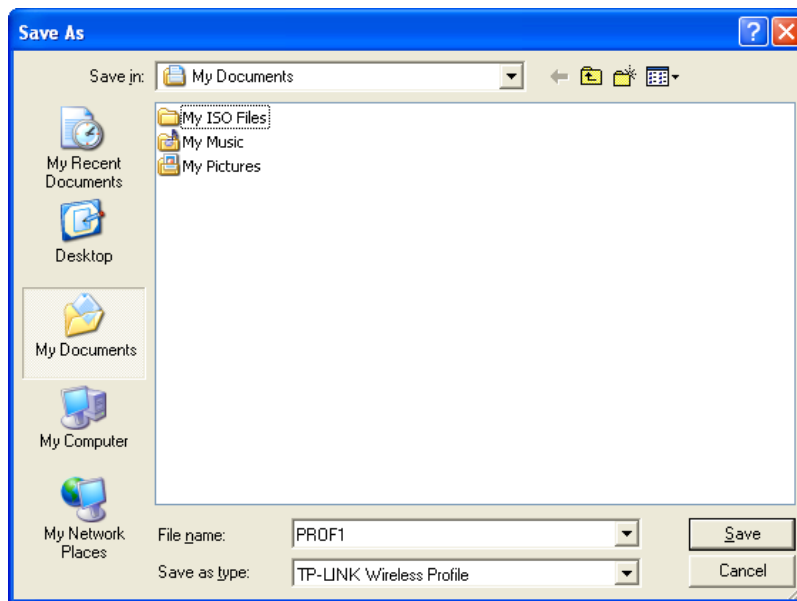 Save As
Save in:
My Documents
My ISO Files
My Music
My Pictures
My Recent
Documents
Desktop
My Documents
My Computer
My Network
Places
File name:
PROF1
Save
Save as type:
TP-LINK Wireless Profile
Cancel